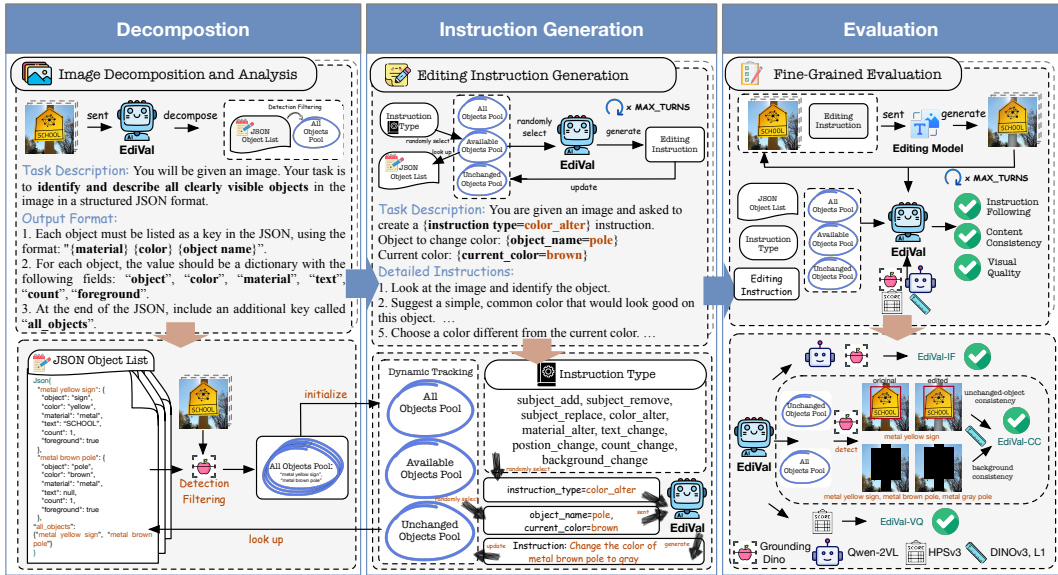 Decompostion
Image Decomposition and Analysis
SCHOOL
sent
EdiVal
decompose
Detection Filtering
JSON
Object List
All
Objects
Pool
Task Description: You will be given an image. Your task is
to identify and describe all clearly visible objects in the
image in a structured JSON format.
Output Format:
1. Each object must be listed as a key in the JSON, using the
format: "{material} {color} {object name}”.
2. For each object, the value should be a dictionary with the
following fields: “object”, “color”, “material”, “text”,
“count”, “foreground”.
3. At the end of the JSON, include an additional key called
“all_objects”.
JSON Object List
Json{
"metal yellow sign": {
"object": "sign",
"color": "yellow",
"material": "metal",
"text": "SCHOOL",
"count": 1,
"foreground": true
},
"metal brown pole": {
"object": "pole",
"color": "brown",
"material": "metal",
"text": null,
"count": 1,
"foreground": true
},
"all_objects":
{"metal yellow sign", "metal brown
pole"}
}
SCHOOL
Detection
Filtering
initialize
All Objects Pool:
"metal yellow sign"
"metal brown pole"
look up
Instruction Generation
Editing Instruction Generation
Instruction
Type
randomly select
look up
JSON
Object List
All
Objects Pool
Available
Objects Pool
Unchanged
Objects Pool
randomly
select
AI
EdiVal
generate
x MAX_TURNS
Editing
Instruction
update
Task Description: You are given an image and asked to
create a {instruction type=color_alter} instruction.
Object to change color: {object_name=pole}
Current color: {current_color=brown}
Detailed Instructions:
1. Look at the image and identify the object.
2. Suggest a simple, common color that would look good on
this object. …
5. Choose a color different from the current color. …
Dynamic Tracking
All
Objects Pool
Available
Objects Pool
Unchanged
Objects Pool
Instruction Type
subject_add, subject_remove,
subject_replace, color_alter,
material_alter, text_change,
postion_change, count_change,
background_change
randomly select
instruction_type=color_alter
randomly select
object_name=pole,
current_color=brown
sent
AI
EdiVal
update
generate
Instruction: Change the color of
metal brown pole to gray
Evaluation
Fine-Grained Evaluation
SCHOOL
Editing
Instruction
sent
T
Editing Model
generate
SCHOOL
x MAX_TURNS
JSON
Object List
Instruction
Type
Editing
Instruction
All
Objects Pool
Available
Objects Pool
Unchanged
Objects Pool
AI
EdiVal
SCORE
Instruction
Following
Content
Consistency
Visual
Quality
EdiVal-IF
EdiVal
Unchanged
Objects Pool
All
Objects Pool
detect
original
edited
SCHOOL
SCHOOL
metal yellow sign
unchanged-object
consistency
EdiVal-CC
background
consistency
metal yellow sign, metal brown pole, metal gray pole
SCORE
EdiVal-VQ
Grounding
Dino
Qwen-2VL
SCORE
HPSv3
DINOv3, L1